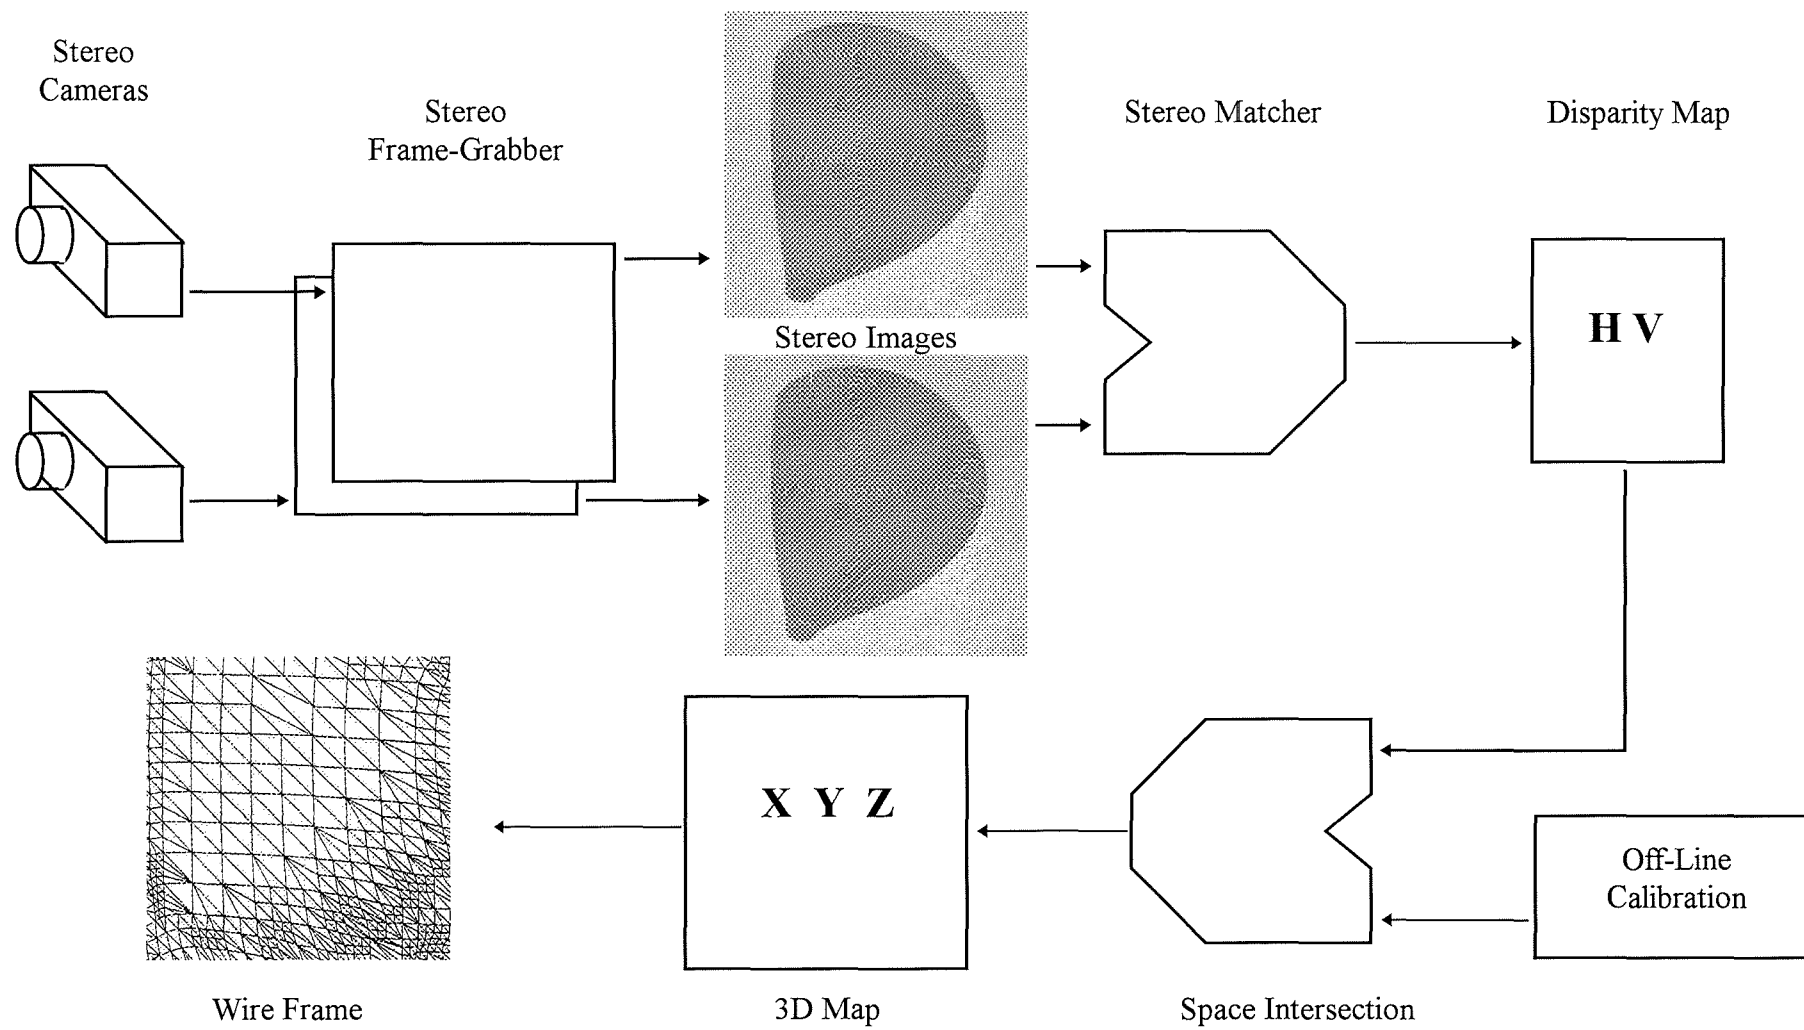 Stereo
Cameras
Stereo
Frame-Grabber
Stereo Matcher
Disparity Map
Stereo Images
H V
X Y Z
Off-Line
Calibration
Wire Frame
3D Map
Space Intersection